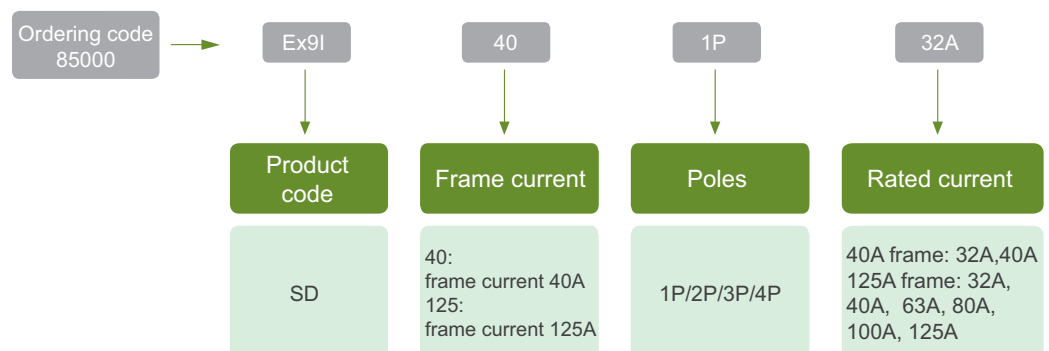 Ordering code
85000
Ex9I
40
1P
32A
Product
code
Frame current
Poles
Rated current
SD
40:
frame current 40A
125:
frame current 125A
1P/2P/3P/4P
40A frame: 32A,40A
125A frame: 32A,
40A, 63A, 80A,
100A, 125A